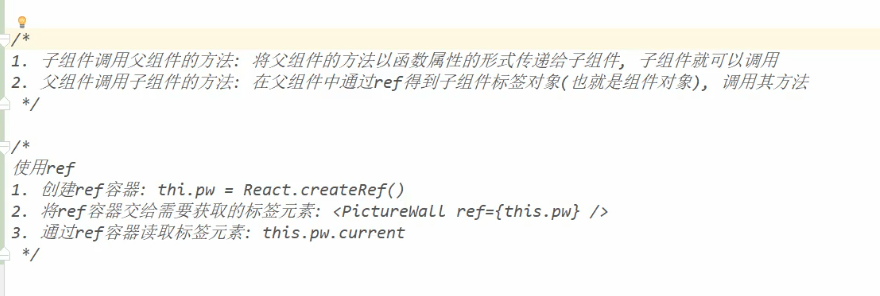 /*
1. 子组件调用父组件的方法: 将父组件的方法以函数属性的形式传递给子组件, 子组件就可以调用
2. 父组件调用子组件的方法: 在父组件中通过ref得到子组件标签对象(也就是组件对象), 调用其方法
*/
/*
使用ref
1. 创建ref容器: thi.pw = React.createRef()
2. 将ref容器交给需要获取的标签元素: <PictureWall ref={this.pw} />
3. 通过ref容器读取标签元素: this.pw.current
*/